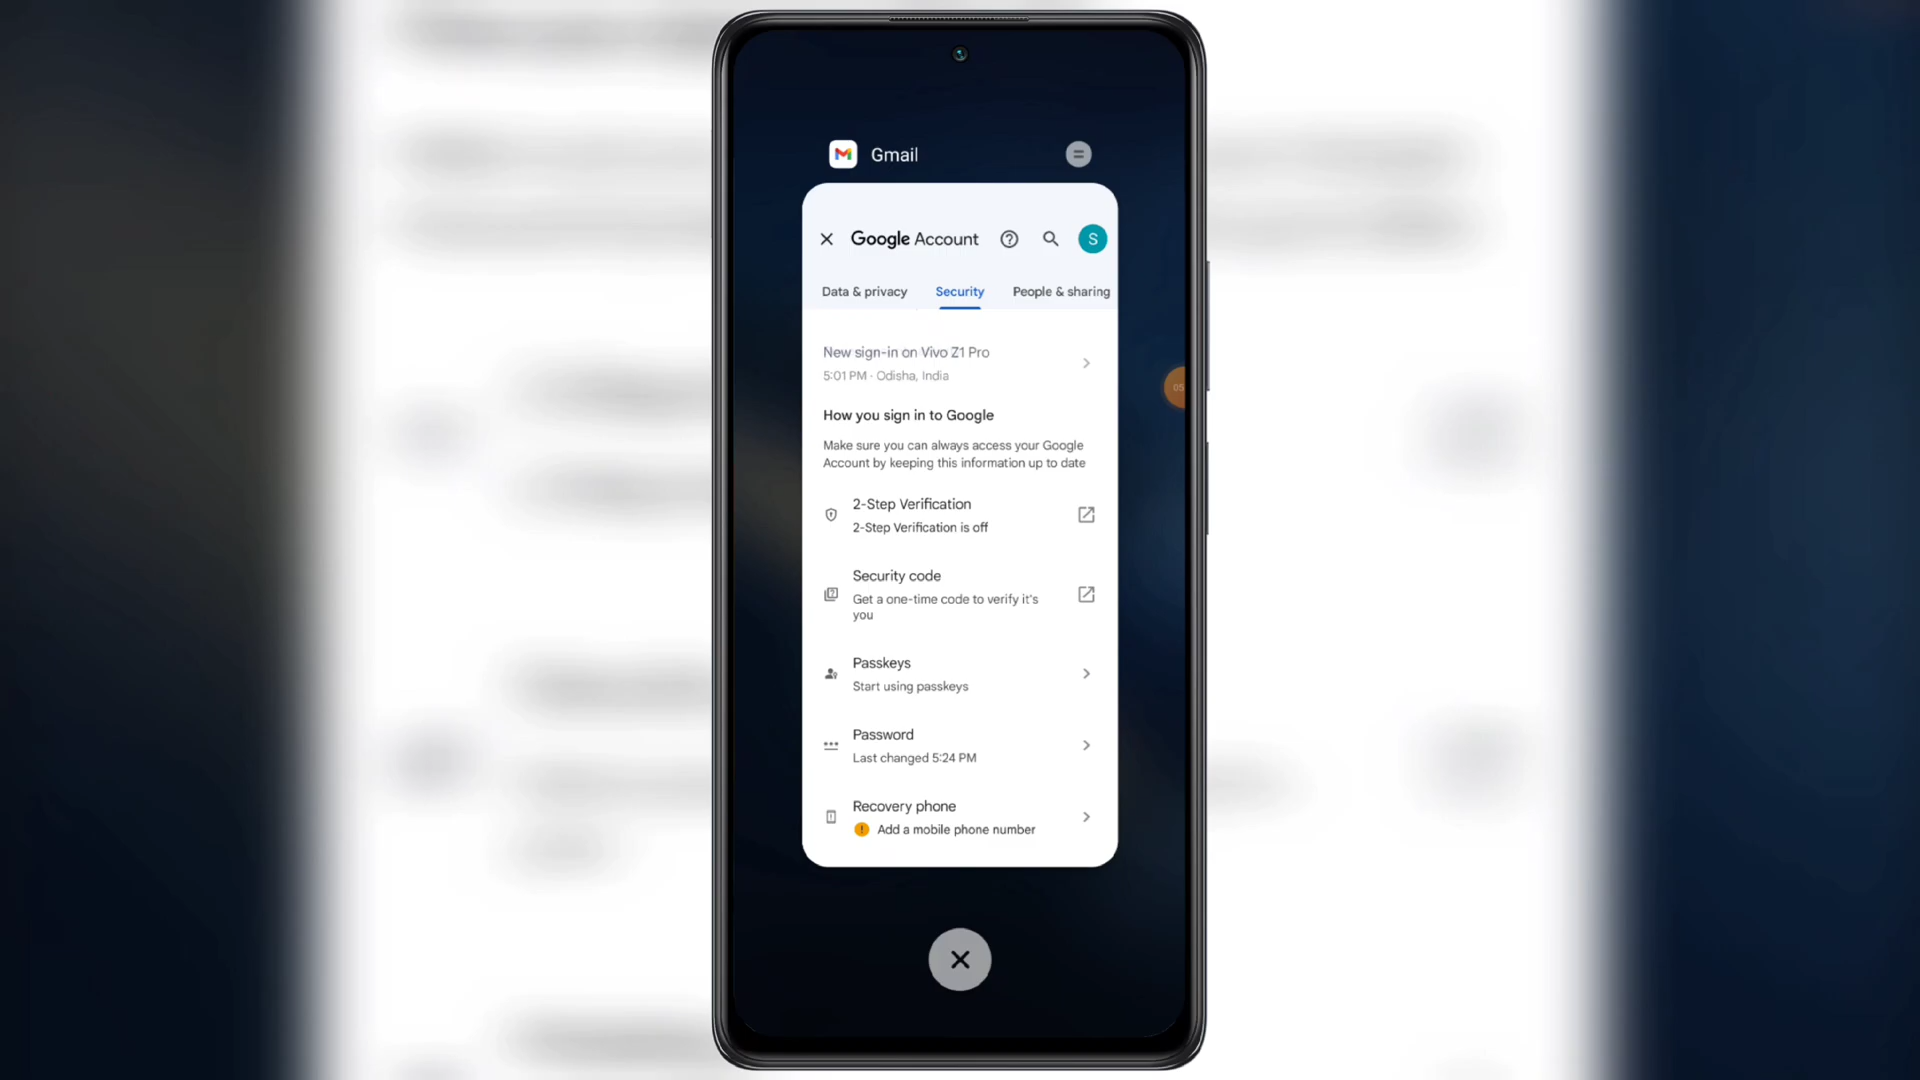 Gmail
Google Account
S
Data & privacy
Security
People & sharing
New sign-in on Vivo Z1 Pro
5:01 PM · Odisha, India
05
How you sign in to Google
Make sure you can always access your Google
Account by keeping this information up to date
2-Step Verification
2-Step Verification is off
Security code
Get a one-time code to verify it's
you
Passkeys
Start using passkeys
Password
Last changed 5:24 PM
Recovery phone
Add a mobile phone number